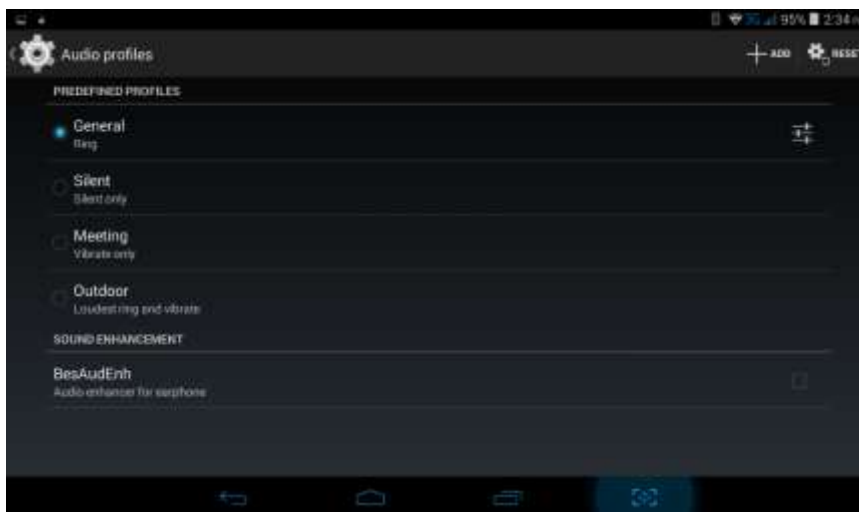 3G 95% 2:34
Audio profiles
ADD
RESET
PREDEFINED PROFILES
General
Ring
Silent
Silent only
Meeting
Vibrate only
Outdoor
Loudest ring and vibrate
SOUND ENHANCEMENT
BesAudEnh
Audio enhancer for earphone